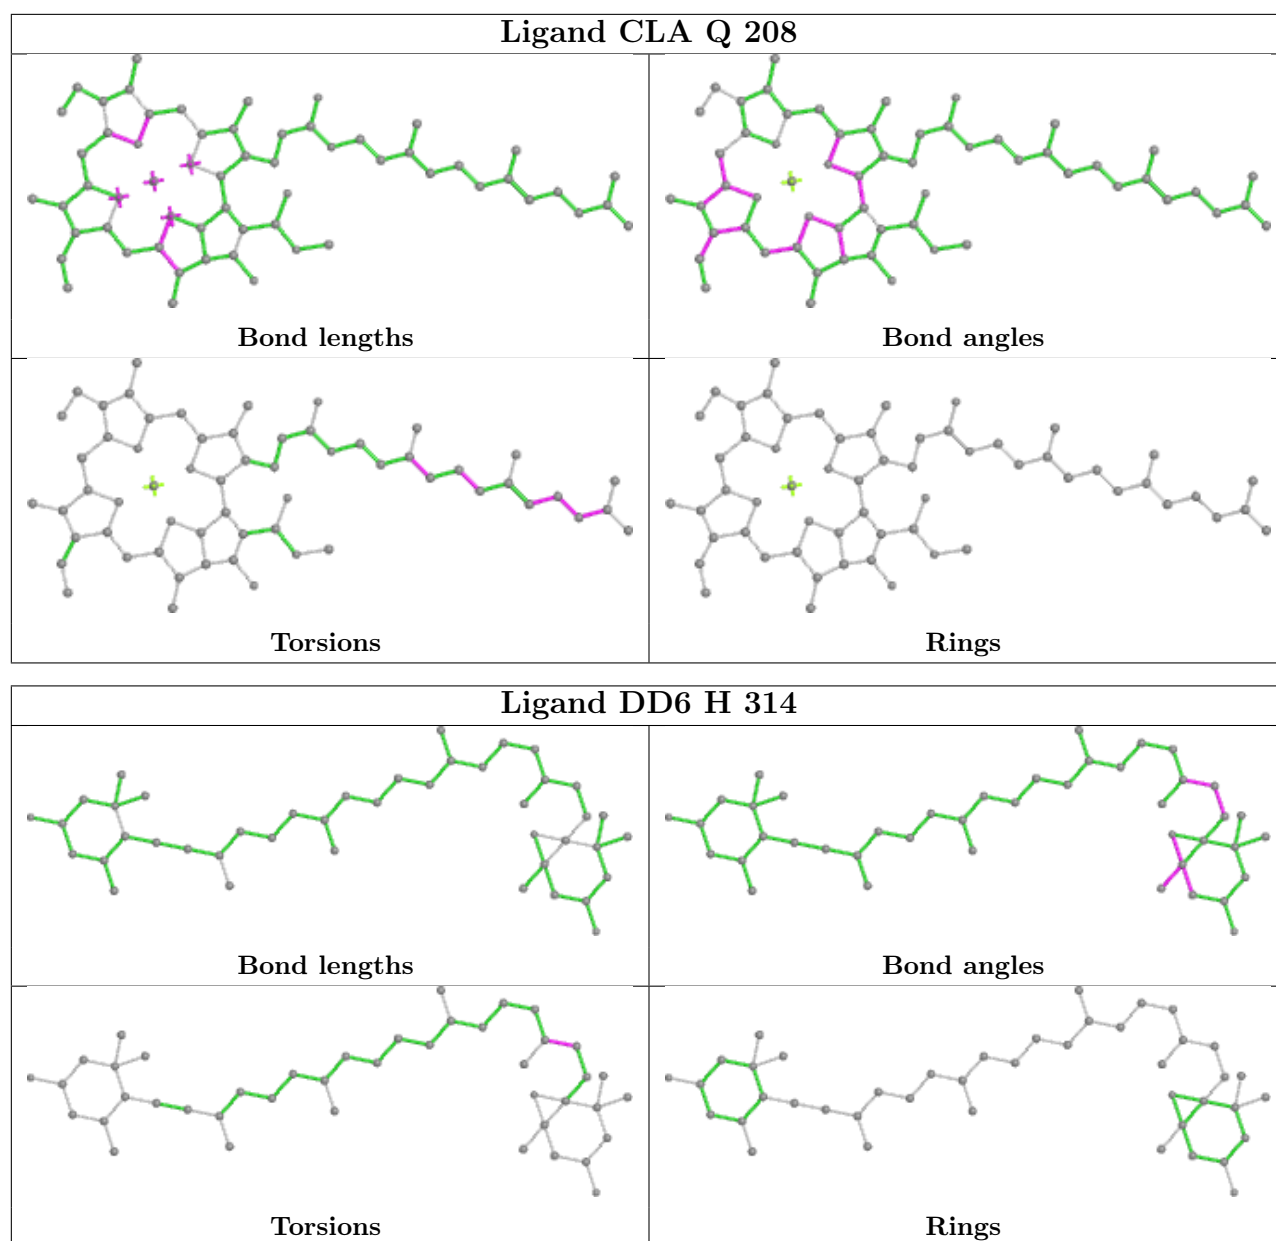 Ligand CLA Q 208
Bond lengths
Bond angles
Torsions
Rings
Ligand DD6 H 314
Bond lengths
Bond angles
Torsions
Rings